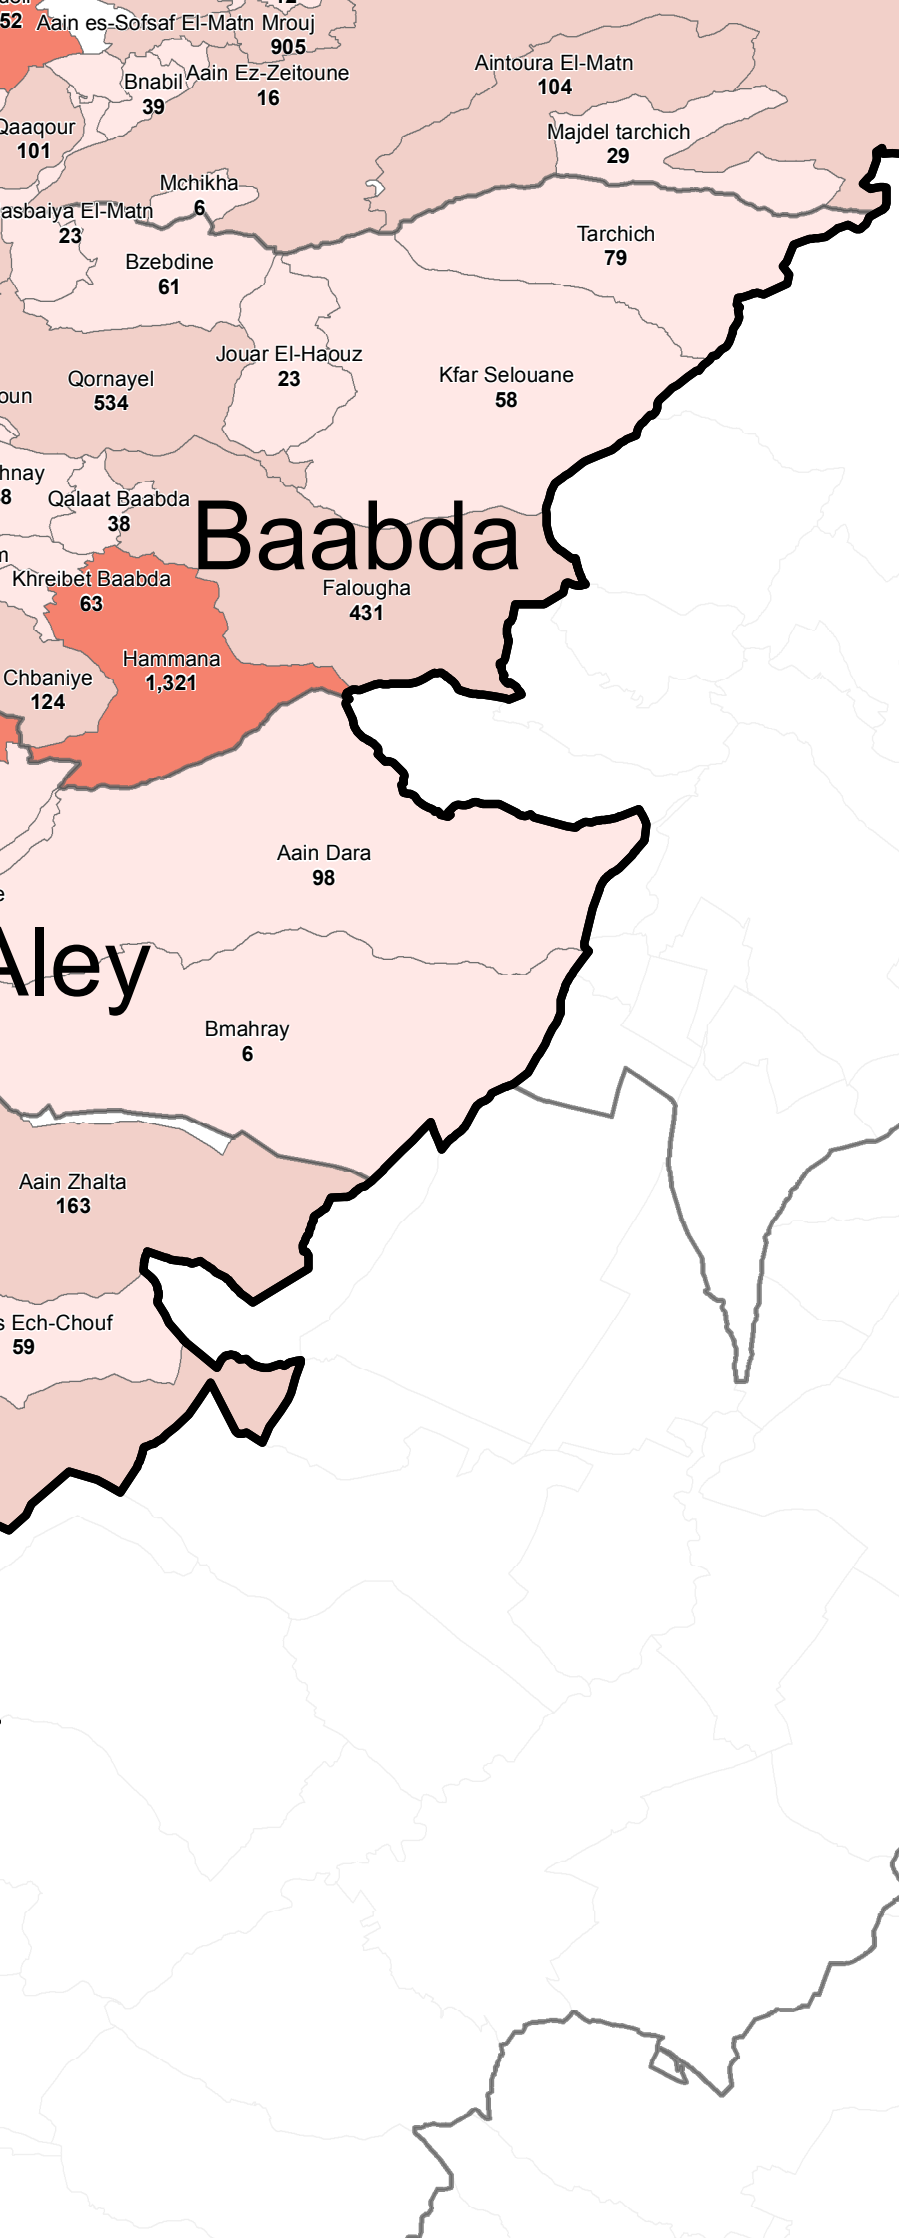 52
Aain es-Sofsaf El-Matn Mrouj
905
Bnabil
39
Aain Ez-Zeitoune
16
Aintoura El-Matn
104
Qaaqour
101
Majdel tarchich
29
Mchikha
6
asbaiya El-Matn
23
Tarchich
79
Bzebdine
61
Jouar El-Haouz
23
Kfar Selouane
58
Qornayel
534
oun
hnay
8
Qalaat Baabda
38
Baabda
Khreibet Baabda
63
Falougha
431
Hammana
1,321
Chbaniye
124
Aain Dara
98
Aley
Bmahray
6
Aain Zhalta
163
s Ech-Chouf
59